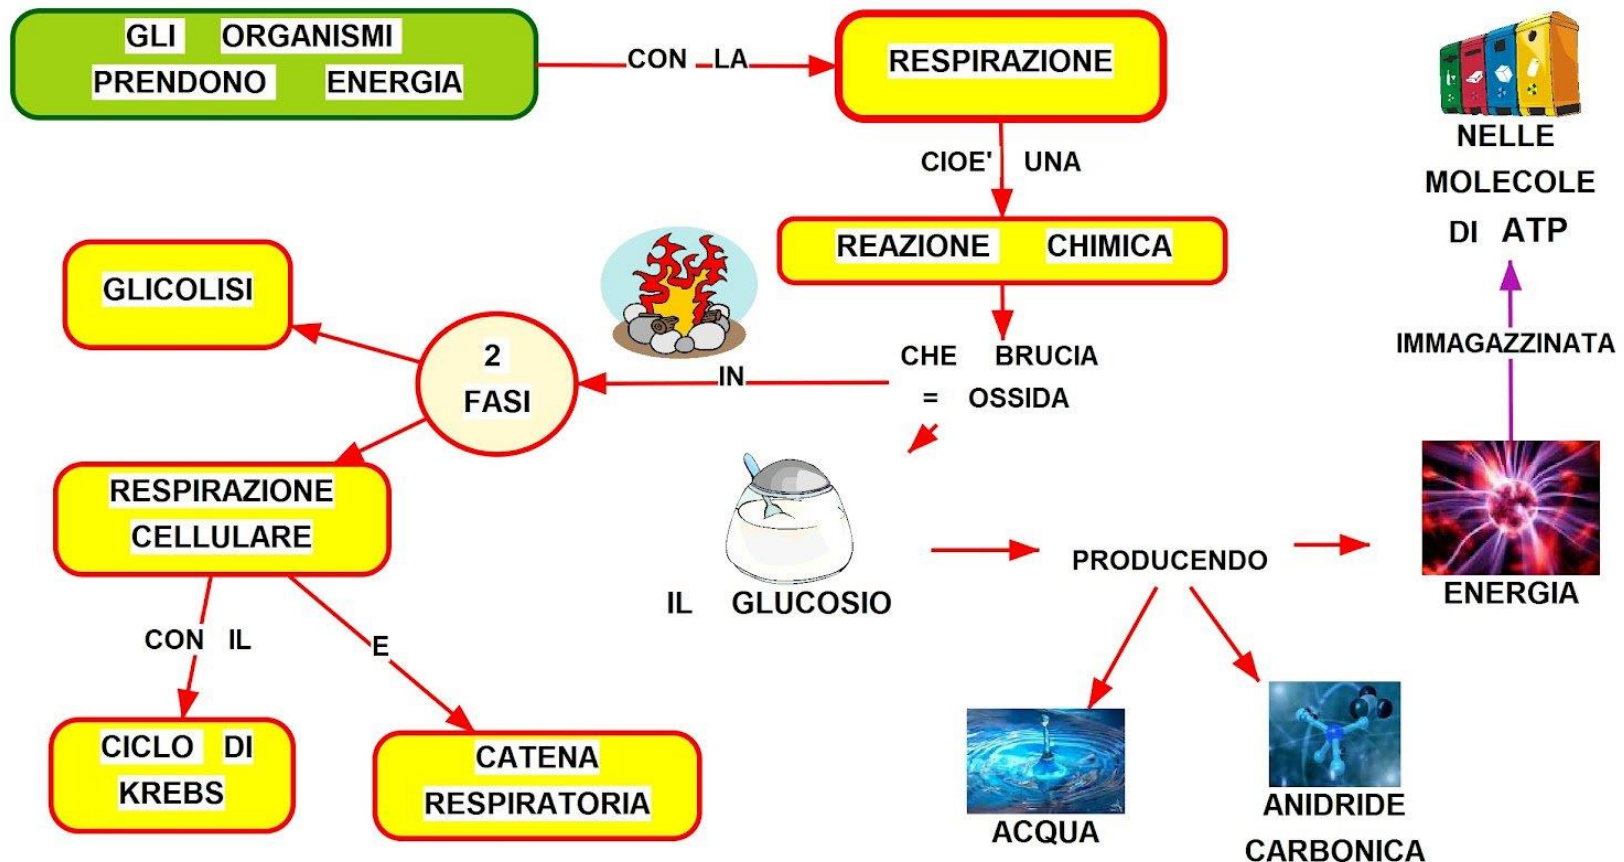 GLI ORGANISMI
PRENDONO ENERGIA
CON LA
RESPIRAZIONE
CIOE' UNA
REAZIONE CHIMICA
CHE BRUCIA
= OSSIDA
IN
2
FASI
GLICOLISI
RESPIRAZIONE
CELLULARE
CON IL
E
CICLO DI
KREBS
CATENA
RESPIRATORIA
IL GLUCOSIO
PRODUCENDO
ACQUA
ANIDRIDE
CARBONICA
ENERGIA
IMMAGAZZINATA
NELLE
MOLECOLE
DI ATP